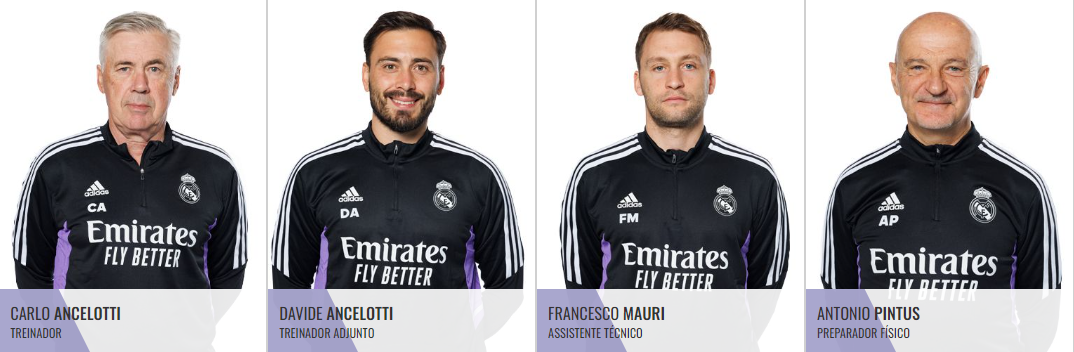 adidas
CA
Emirates
FLY BETTER
CARLO ANCELOTTI
TREINADOR
adidas
DA
Emirates
FLY BETTER
DAVIDE ANCELOTTI
TREINADOR ADJUNTO
adidas
FM
Emirates
FLY BETTER
FRANCESCO MAURI
ASSISTENTE TÉCNICO
adidas
AP
Emirates
FLY BETTER
ANTONIO PINTUS
PREPARADOR FÍSICO